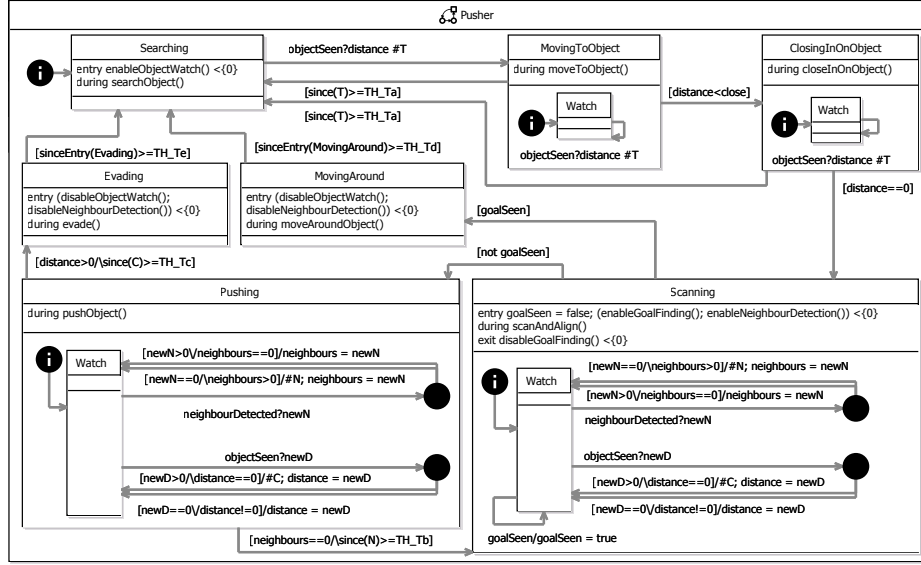 Pusher
Searching
entry enableObjectWatch() <{0}
during searchObject()
i
objectSeen?distance #T
[since(T)>=TH_Ta]
[since(T)>=TH_Ta]
MovingToObject
during moveToObject()
Watch
i
objectSeen?distance #T
[distance<close]
ClosingInOnObject
during closeInOnObject()
Watch
i
objectSeen?distance #T
[sinceEntry(Evading)>=TH_Te]
[sinceEntry(MovingAround)>=TH_Td]
Evading
entry (disableObjectWatch();
disableNeighbourDetection()) <{0}
during evade()
MovingAround
entry (disableObjectWatch();
disableNeighbourDetection()) <{0}
during moveAroundObject()
[distance==0]
[goalSeen]
[not goalSeen]
[distance>0/\since(C)>=TH_Tc]
Pushing
during pushObject()
i
Watch
[newN>0\/neighbours==0]/neighbours = newN
[newN==0/\neighbours>0]/#N; neighbours = newN
neighbourDetected?newN
objectSeen?newD
[newD>0/\distance==0]/#C; distance = newD
[newD==0\/distance!=0]/distance = newD
Scanning
entry goalSeen = false; (enableGoalFinding(); enableNeighbourDetection()) <{0}
during scanAndAlign()
exit disableGoalFinding() <{0}
i
Watch
[newN==0/\neighbours>0]/#N; neighbours = newN
[newN>0\/neighbours==0]/neighbours = newN
neighbourDetected?newN
objectSeen?newD
[newD>0/\distance==0]/#C; distance = newD
[newD==0\/distance!=0]/distance = newD
goalSeen/goalSeen = true
[neighbours==0/\since(N)>=TH_Tb]